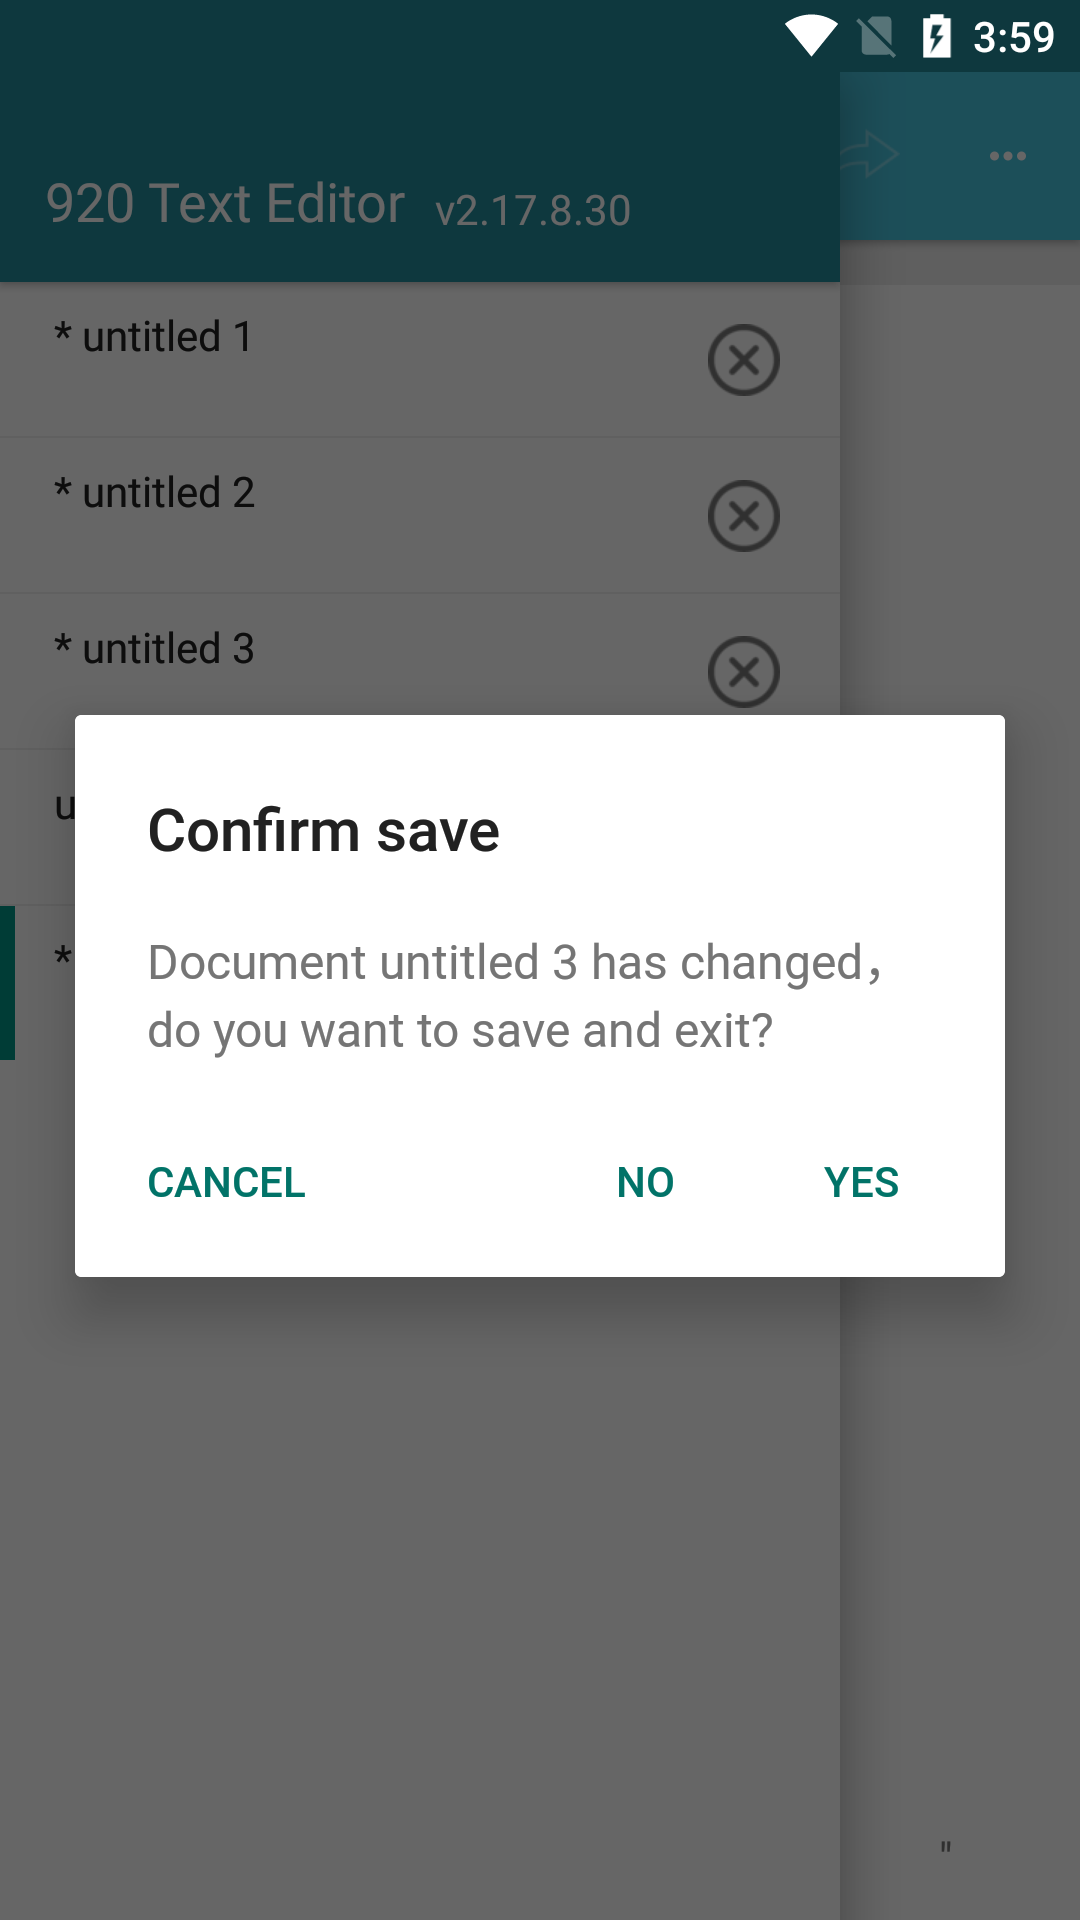 3:59
920 Text Editor v2.17.8.30
* untitled 1
* untitled 2
* untitled 3
u
*
Confirm save
Document untitled 3 has changed，
do you want to save and exit?
CANCEL NO YES
"